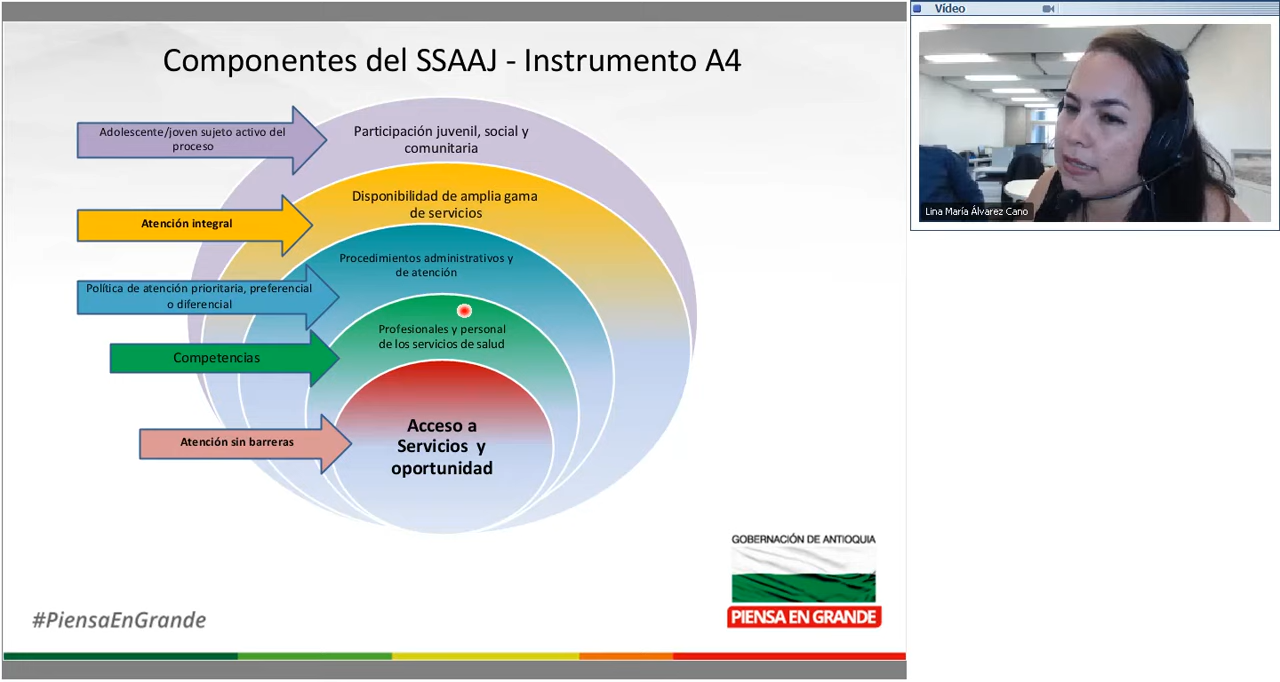 Componentes del SSAAJ - Instrumento A4
Adolescente/joven sujeto activo del
proceso
Participación juvenil, social y
comunitaria
Atención integral
Disponibilidad de amplia gama
de servicios
Política de atención prioritaria, preferencial
o diferencial
Procedimientos administrativos y
de atención
Competencias
Profesionales y personal
de los servicios de salud
Atención sin barreras
Acceso a
Servicios y
oportunidad
GOBERNACIÓN DE ANTIOQUIA
PIENSA EN GRANDE
#PiensaEnGrande
Vídeo
Lina María Álvarez Cano